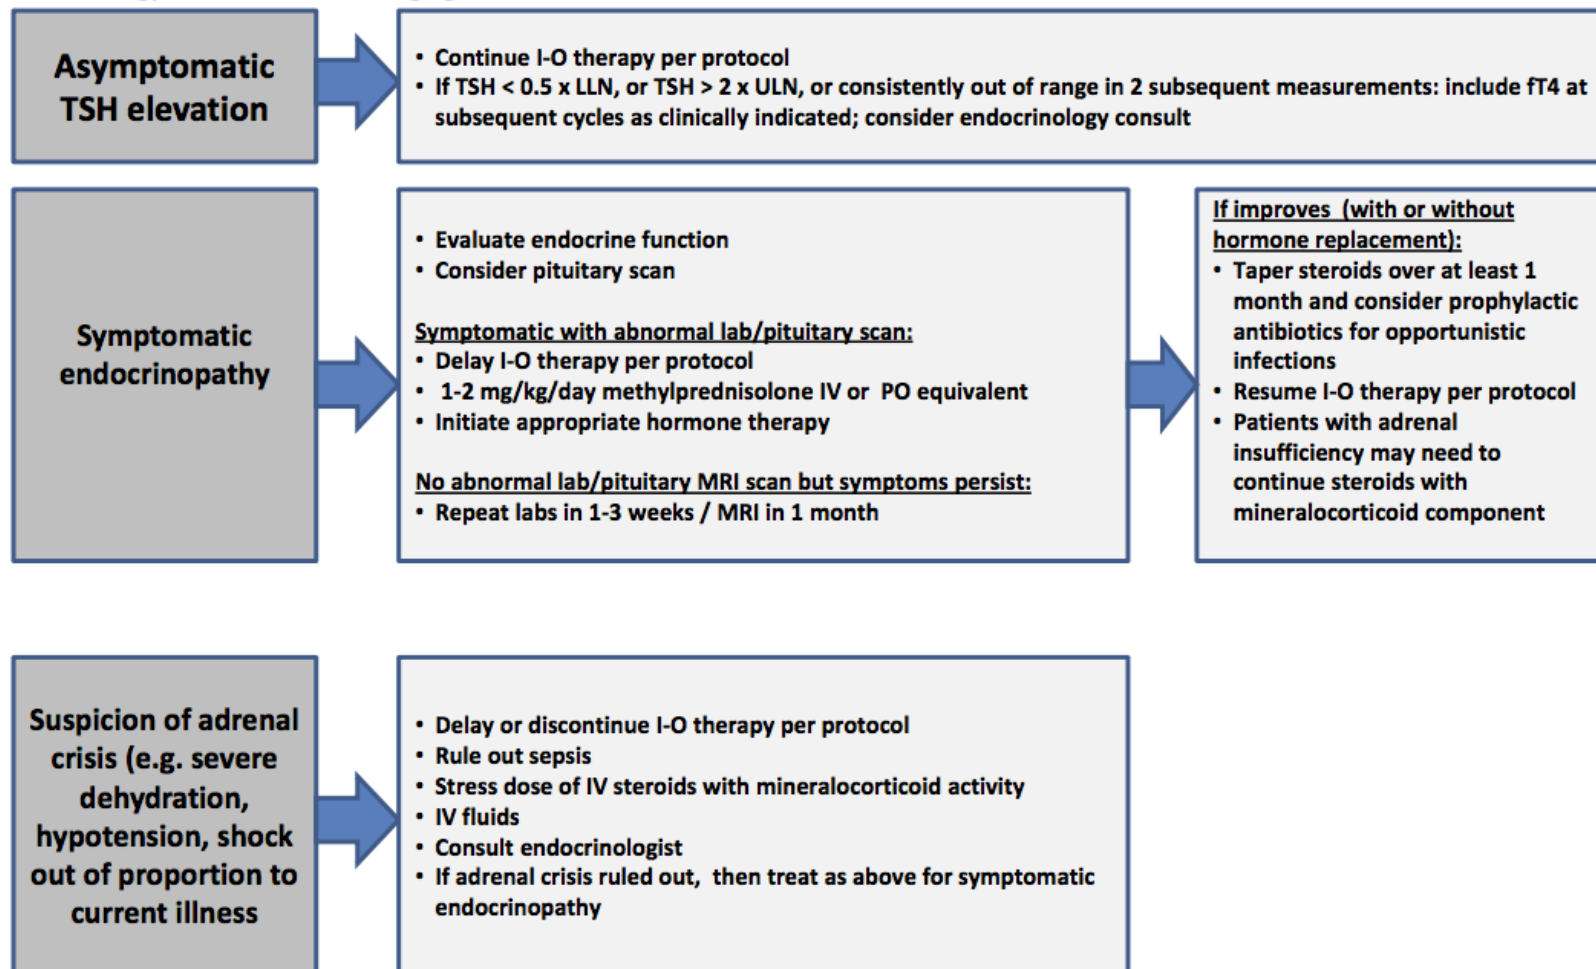 Asymptomatic
TSH elevation
• Continue I-O therapy per protocol
• If TSH < 0.5 x LLN, or TSH > 2 x ULN, or consistently out of range in 2 subsequent measurements: include fT4 at
subsequent cycles as clinically indicated; consider endocrinology consult
Symptomatic
endocrinopathy
• Evaluate endocrine function
• Consider pituitary scan
Symptomatic with abnormal lab/pituitary scan:
• Delay I-O therapy per protocol
• 1-2 mg/kg/day methylprednisolone IV or PO equivalent
• Initiate appropriate hormone therapy
No abnormal lab/pituitary MRI scan but symptoms persist:
• Repeat labs in 1-3 weeks / MRI in 1 month
If improves (with or without
hormone replacement):
• Taper steroids over at least 1
month and consider prophylactic
antibiotics for opportunistic
infections
• Resume I-O therapy per protocol
• Patients with adrenal
insufficiency may need to
continue steroids with
mineralocorticoid component
Suspicion of adrenal
crisis (e.g. severe
dehydration,
hypotension, shock
out of proportion to
current illness
• Delay or discontinue I-O therapy per protocol
• Rule out sepsis
• Stress dose of IV steroids with mineralocorticoid activity
• IV fluids
• Consult endocrinologist
• If adrenal crisis ruled out, then treat as above for symptomatic
endocrinopathy